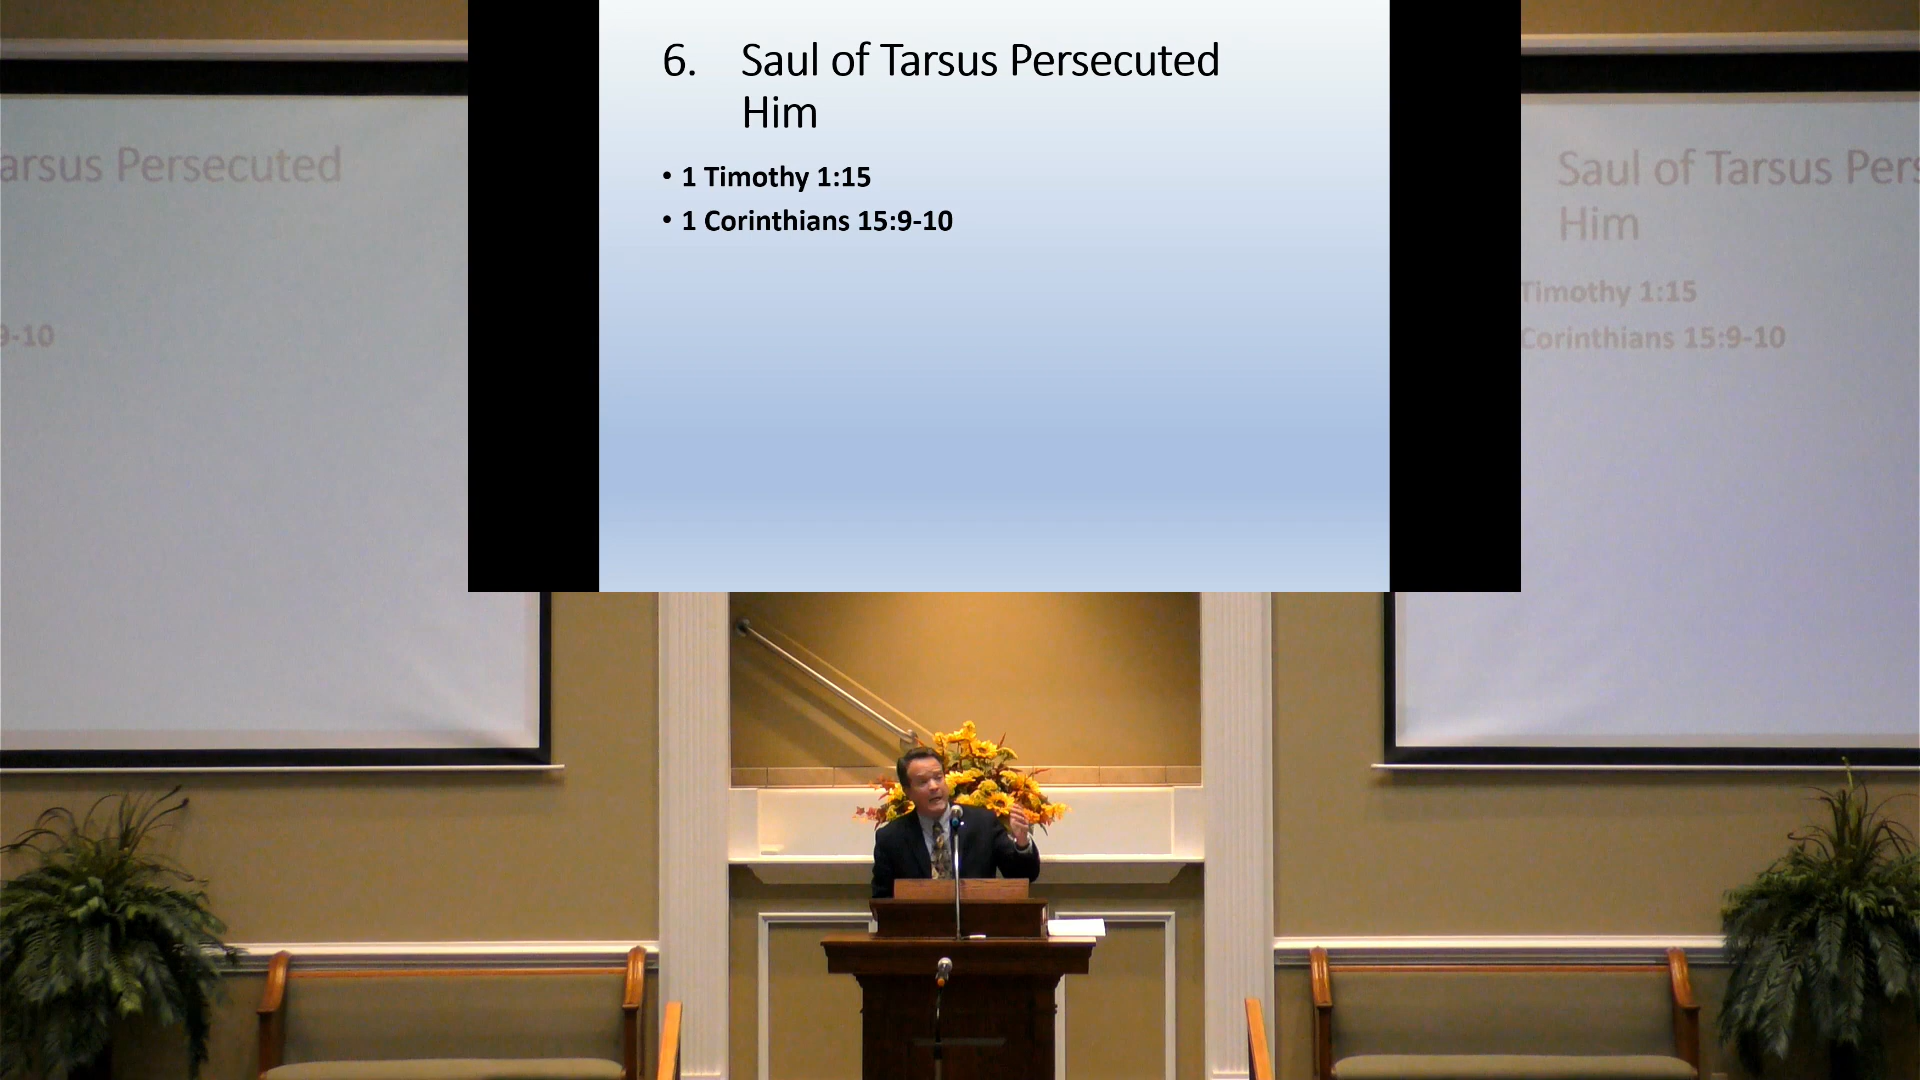 6. Saul of Tarsus Persecuted
Him
• 1 Timothy 1:15
• 1 Corinthians 15:9-10
arsus Persecuted
9-10
Saul of Tarsus Pers
Him
Timothy 1:15
Corinthians 15:9-10